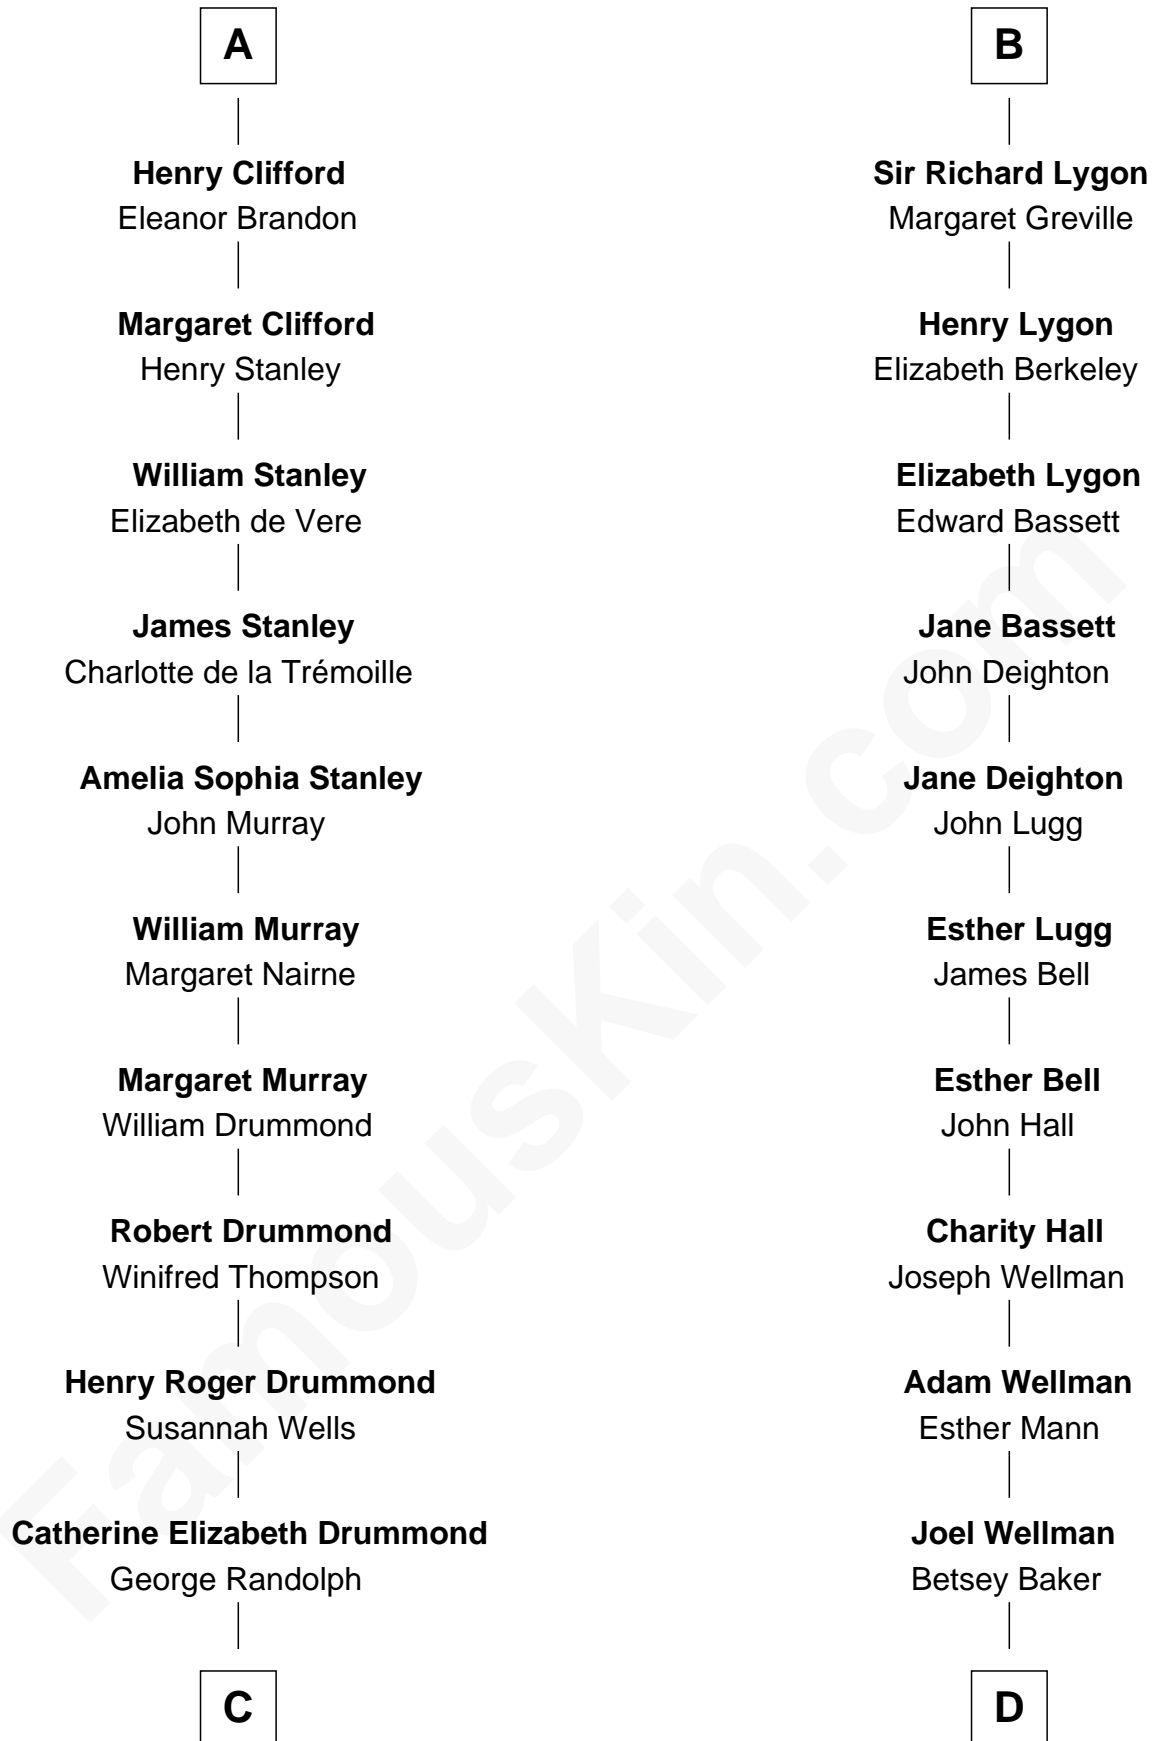 A
Henry Clifford
Eleanor Brandon
Margaret Clifford
Henry Stanley
William Stanley
Elizabeth de Vere
James Stanley
Charlotte de la Trémoille
Amelia Sophia Stanley
John Murray
William Murray
Margaret Nairne
Margaret Murray
William Drummond
Robert Drummond
Winifred Thompson
Henry Roger Drummond
Susannah Wells
Catherine Elizabeth Drummond
George Randolph
C
B
Sir Richard Lygon
Margaret Greville
Henry Lygon
Elizabeth Berkeley
Elizabeth Lygon
Edward Bassett
Jane Bassett
John Deighton
Jane Deighton
John Lugg
Esther Lugg
James Bell
Esther Bell
John Hall
Charity Hall
Joseph Wellman
Adam Wellman
Esther Mann
Joel Wellman
Betsey Baker
D
FamousKin.com